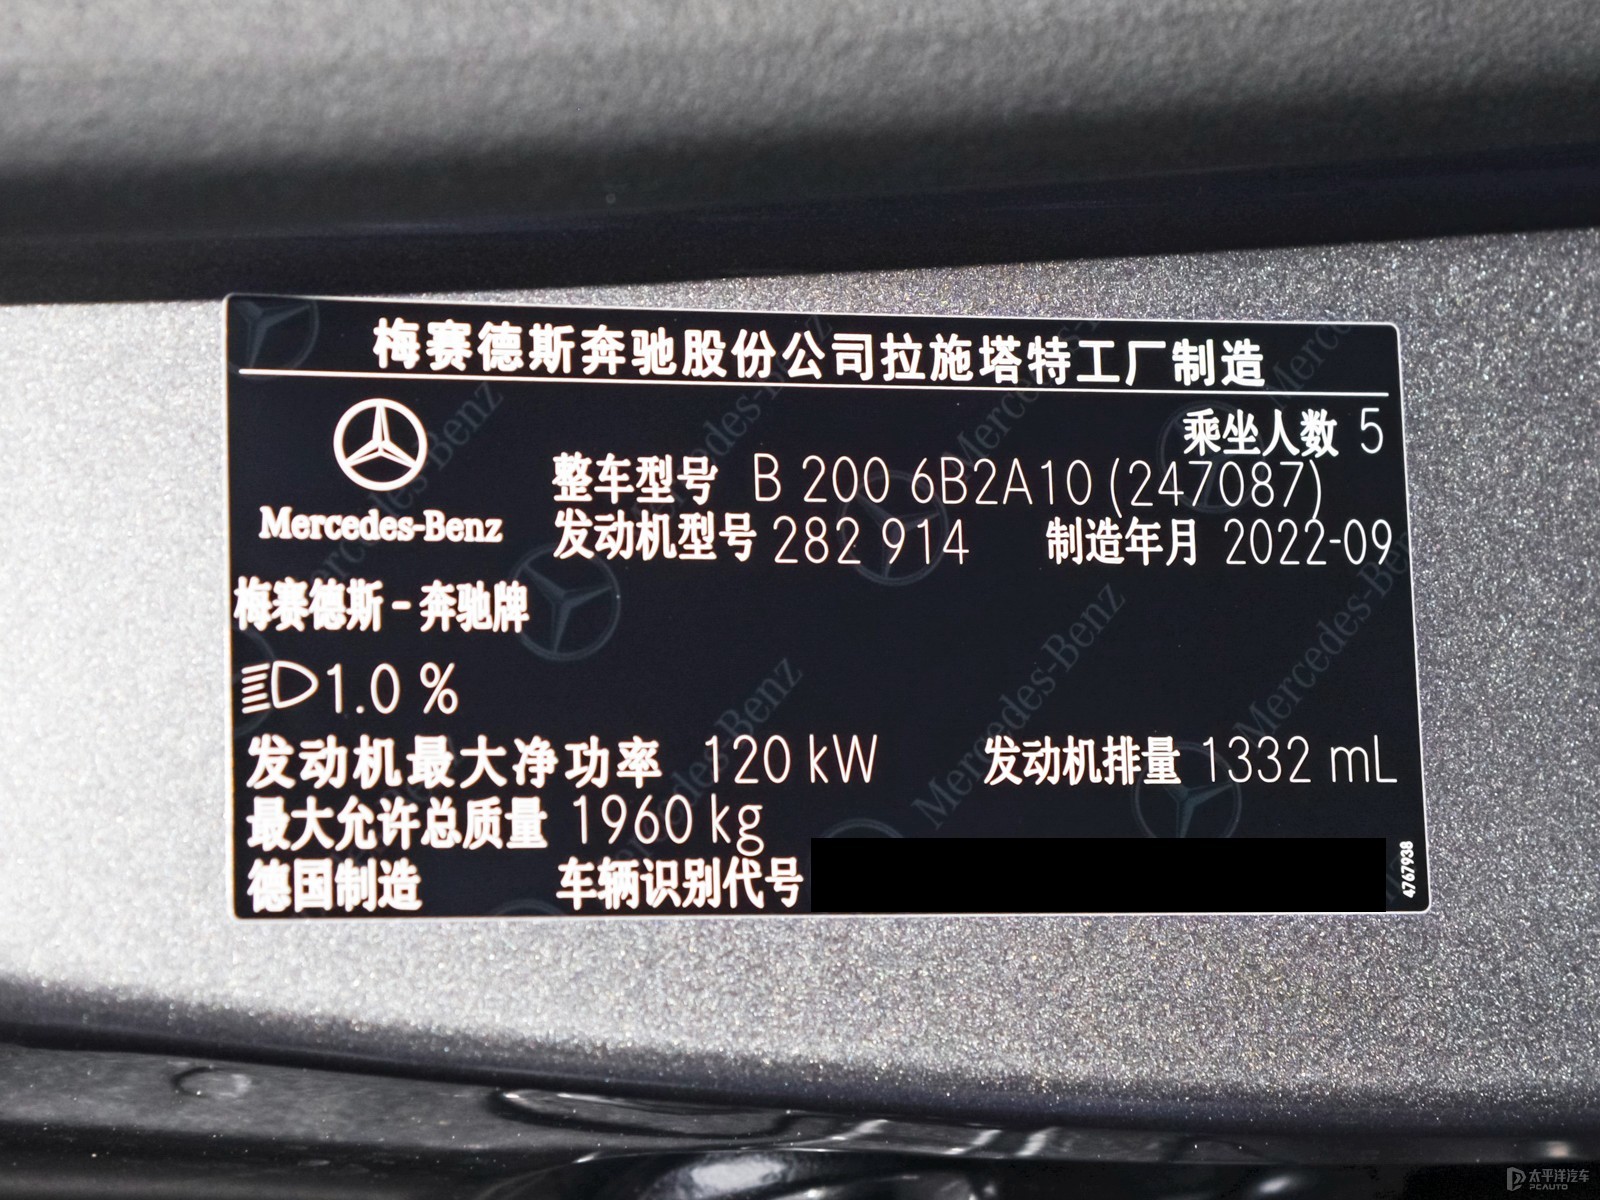 梅赛德斯奔驰股份公司拉施塔特工厂制造
乘坐人数 5
整车型号 B 200 6B2A10 (247087)
Mercedes-Benz
发动机型号 282 914 制造年月 2022-09
梅赛德斯-奔驰牌
1.0 %
发动机最大净功率 120 kW 发动机排量 1332 mL
最大允许总质量 1960 kg
德国制造 车辆识别代号
4767938
太平洋汽车
PCAUTO